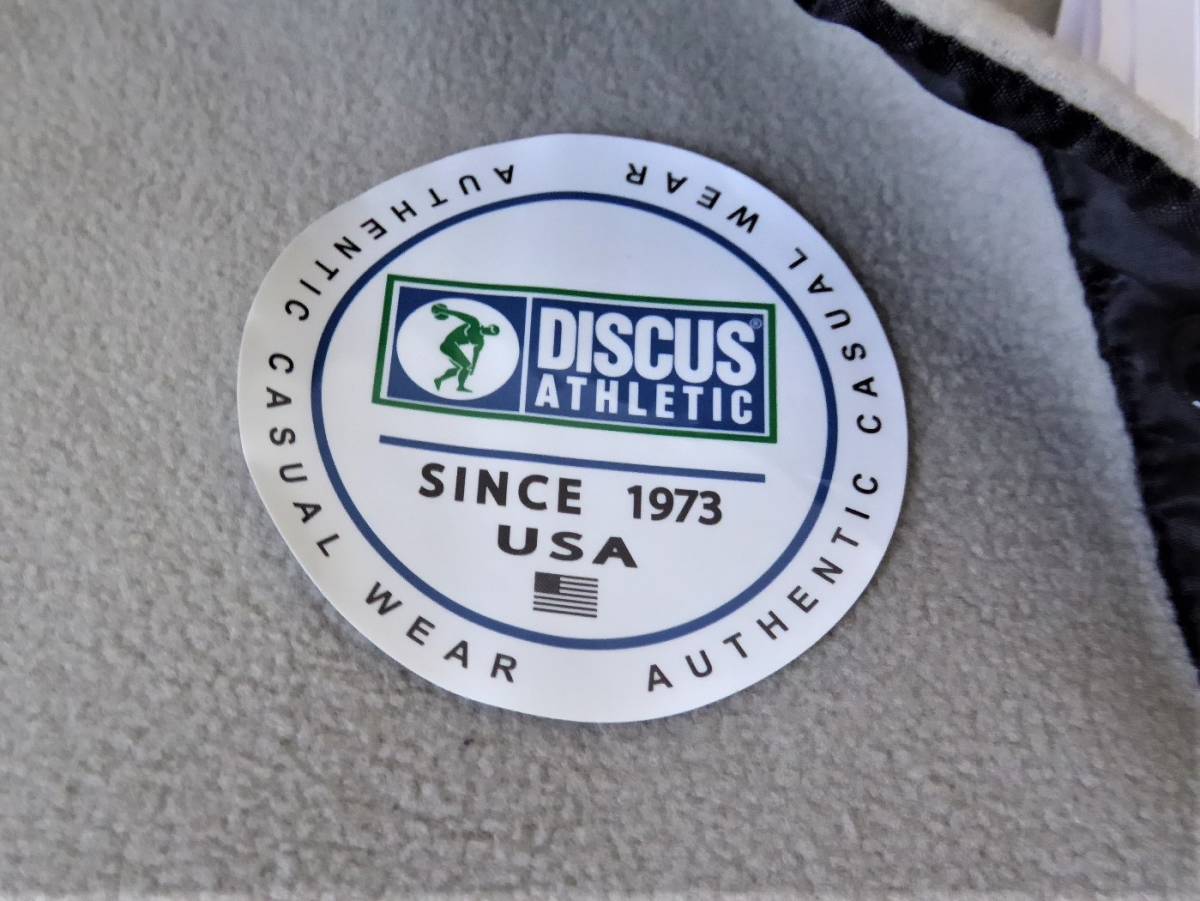 DISCUS®
ATHLETIC
SINCE 1973
USA
AUTHENTIC CASUAL WEAR
AUTHENTIC CASUAL WEAR